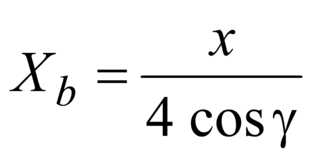 X_b = x / (4 cos γ)